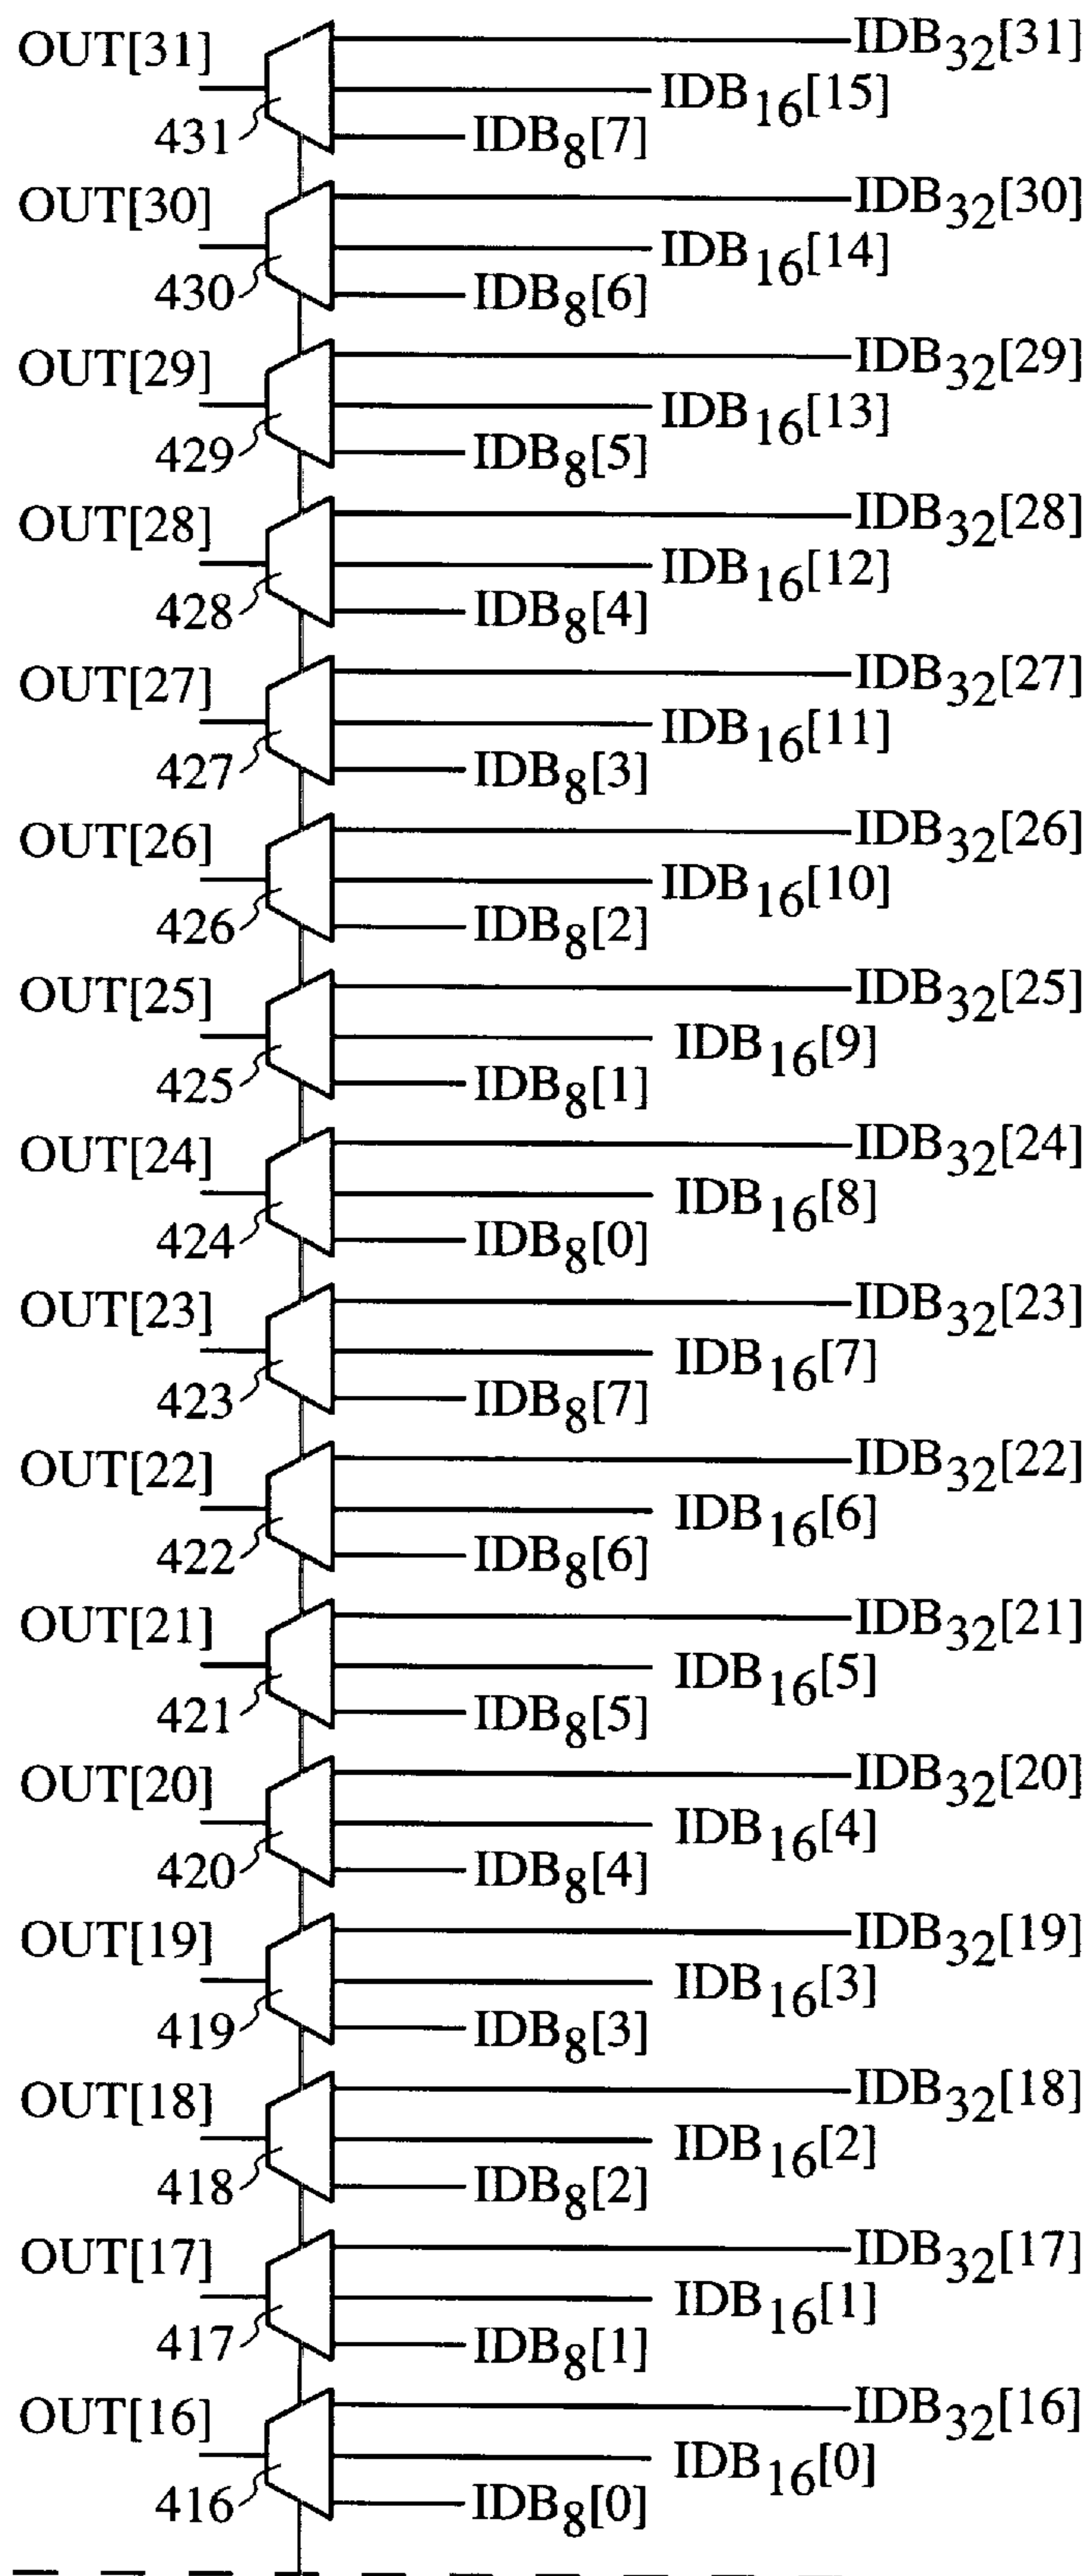 OUT[31] IDB32[31]
IDB16[15]
431 IDB8[7]
OUT[30] IDB32[30]
IDB16[14]
430 IDB8[6]
OUT[29] IDB32[29]
IDB16[13]
429 IDB8[5]
OUT[28] IDB32[28]
IDB16[12]
428 IDB8[4]
OUT[27] IDB32[27]
IDB16[11]
427 IDB8[3]
OUT[26] IDB32[26]
IDB16[10]
426 IDB8[2]
OUT[25] IDB32[25]
IDB16[9]
425 IDB8[1]
OUT[24] IDB32[24]
IDB16[8]
424 IDB8[0]
OUT[23] IDB32[23]
IDB16[7]
423 IDB8[7]
OUT[22] IDB32[22]
IDB16[6]
422 IDB8[6]
OUT[21] IDB32[21]
IDB16[5]
421 IDB8[5]
OUT[20] IDB32[20]
IDB16[4]
420 IDB8[4]
OUT[19] IDB32[19]
IDB16[3]
419 IDB8[3]
OUT[18] IDB32[18]
IDB16[2]
418 IDB8[2]
OUT[17] IDB32[17]
IDB16[1]
417 IDB8[1]
OUT[16] IDB32[16]
IDB16[0]
416 IDB8[0]